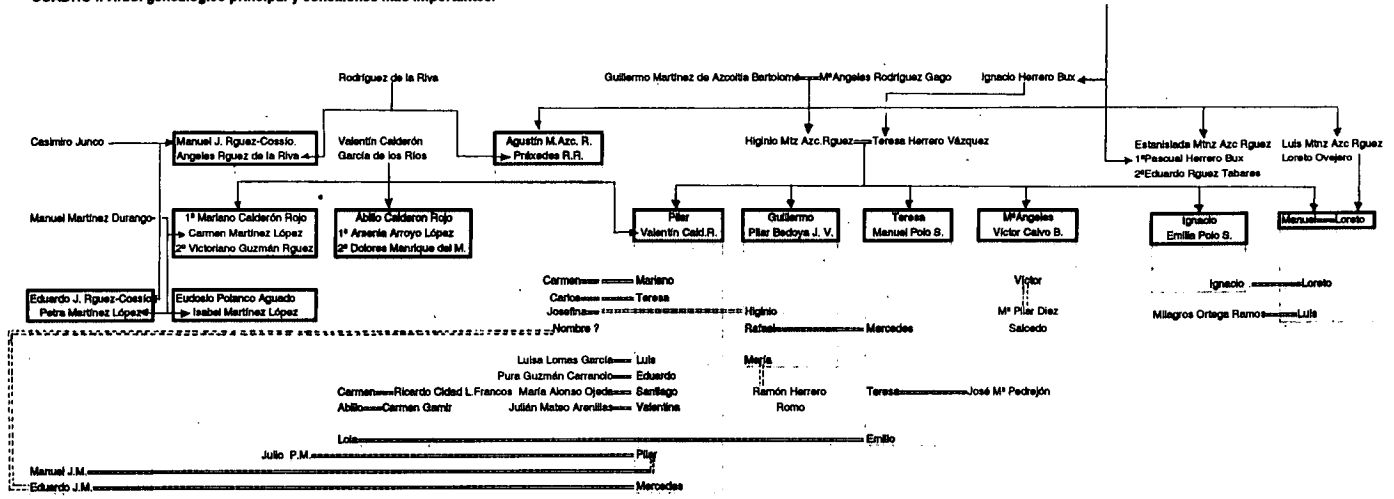 CUADRO I. Árbol genealógico principal y conexiones más importantes.
Rodríguez de la Riva
Guillermo Martínez de Azcoitia Bartolomé
MªAngeles Rodríguez Gago
Ignacio Herrero Bux
Casimiro Junco
Manuel J. Rguez-Cossío.
Angeles Rguez de la Riva
Valentín Calderón
García de los Ríos
Agustín M.Azc. R.
Práxedes R.R.
Higinio Mtz Azc.Rguez
Teresa Herrero Vázquez
Estanislada Mtnz Azc Rguez
1ºPascual Herrero Bux
2ºEduardo Rguez Tabares
Luis Mtnz Azc Rguez
Loreto Ovejero
Manuel Martínez Durango
1º Mariano Calderón Rojo
Carmen Martínez López
2º Victoriano Guzmán Rguez
Abilio Calderon Rojo
1º Arsenia Arroyo López
2º Dolores Manrique del M.
Pilar
Valentín Cald.R.
Guillermo
Pilar Bedoya J. V.
Teresa
Manuel Polo S.
MªAngeles
Víctor Calvo B.
Ignacio
Emilia Polo S.
Manuel
Loreto
Eduardo J. Rguez-Cossío
Petra Martínez López
Eudosio Polanco Aguado
Isabel Martínez López
Carmen
Mariano
Carlos
Teresa
Josefina
Higinio
Nombre ?
Rafael
Mercedes
Víctor
Mª Pilar Diez
Salcedo
Ignacio
Loreto
Milagros Ortega Ramos
Luis
Luisa Lomas García
Luis
Pura Guzmán Carrancio
Eduardo
Carmen
Ricardo Cidad L.Francos
María Alonso Ojeda
Santiago
Abilio
Carmen Gamir
Julián Mateo Arenillas
Valentina
María
Ramón Herrero
Romo
Teresa
José Mª Pedrejón
Lola
Emilio
Julio P.M.
Pilar
Manuel J.M.
Eduardo J.M.
Mercedes